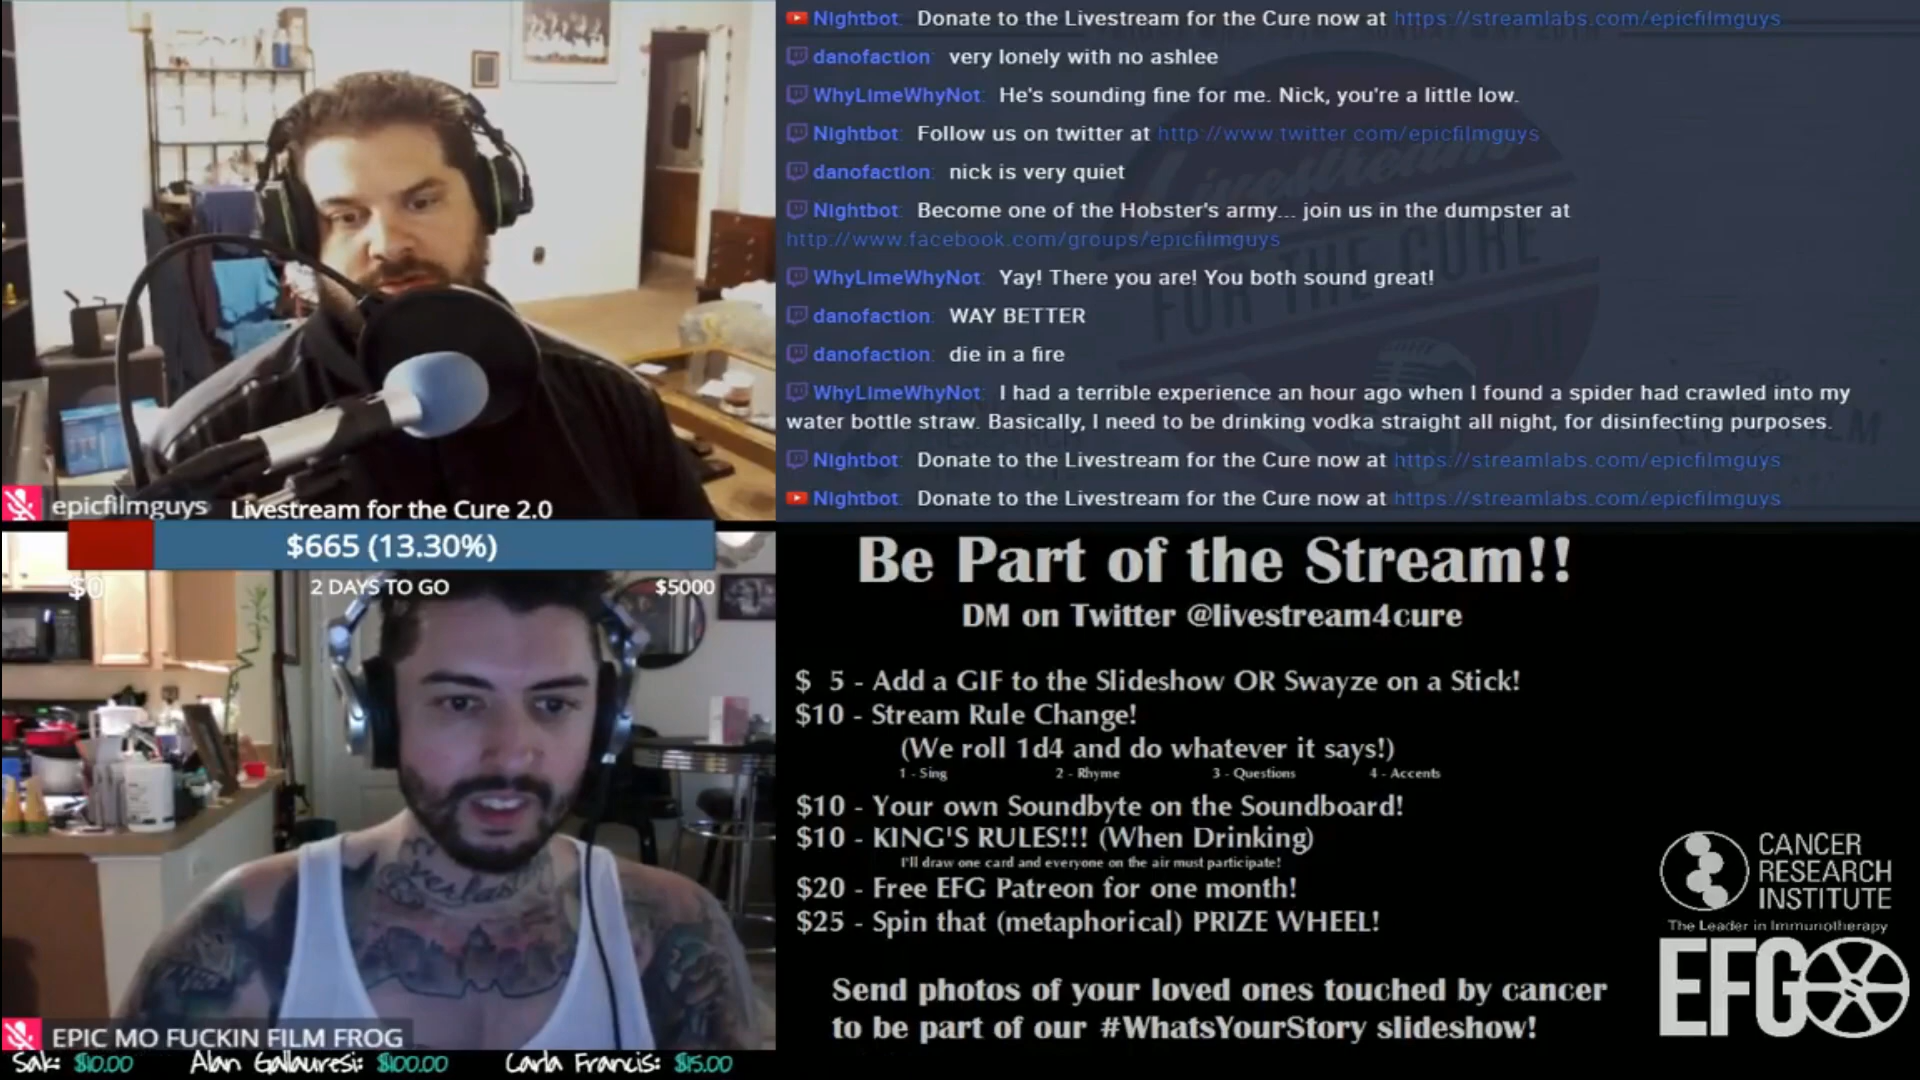 Nightbot: Donate to the Livestream for the Cure now at https://streamlabs.com/epicfilmguys
danofaction: very lonely with no ashlee
WhyLimeWhyNot: He's sounding fine for me. Nick, you're a little low.
Nightbot: Follow us on twitter at http://www.twitter.com/epicfilmguys
danofaction: nick is very quiet
Nightbot: Become one of the Hobster's army... join us in the dumpster at
http://www.facebook.com/groups/epicfilmguys
WhyLimeWhyNot: Yay! There you are! You both sound great!
danofaction: WAY BETTER
danofaction: die in a fire
WhyLimeWhyNot: I had a terrible experience an hour ago when I found a spider had crawled into my
water bottle straw. Basically, I need to be drinking vodka straight all night, for disinfecting purposes.
Nightbot: Donate to the Livestream for the Cure now at https://streamlabs.com/epicfilmguys
Nightbot: Donate to the Livestream for the Cure now at https://streamlabs.com/epicfilmguys
Livestream
FOR THE CURE
epicfilmguys
Livestream for the Cure 2.0
$665 (13.30%)
$0 2 DAYS TO GO $5000
EPIC MO FUCKIN FILM FROG
Sak: $10.00 Alan Gallauresi: $100.00 Carla Francis: $15.00
Be Part of the Stream!!
DM on Twitter @livestream4cure
$ 5 - Add a GIF to the Slideshow OR Swayze on a Stick!
$10 - Stream Rule Change!
(We roll 1d4 and do whatever it says!)
1 - Sing 2 - Rhyme 3 - Questions 4 - Accents
$10 - Your own Soundbyte on the Soundboard!
$10 - KING'S RULES!!! (When Drinking)
I'll draw one card and everyone on the air must participate!
$20 - Free EFG Patreon for one month!
$25 - Spin that (metaphorical) PRIZE WHEEL!
Send photos of your loved ones touched by cancer
to be part of our #WhatsYourStory slideshow!
CANCER
RESEARCH
INSTITUTE
The Leader in Immunotherapy
EFG